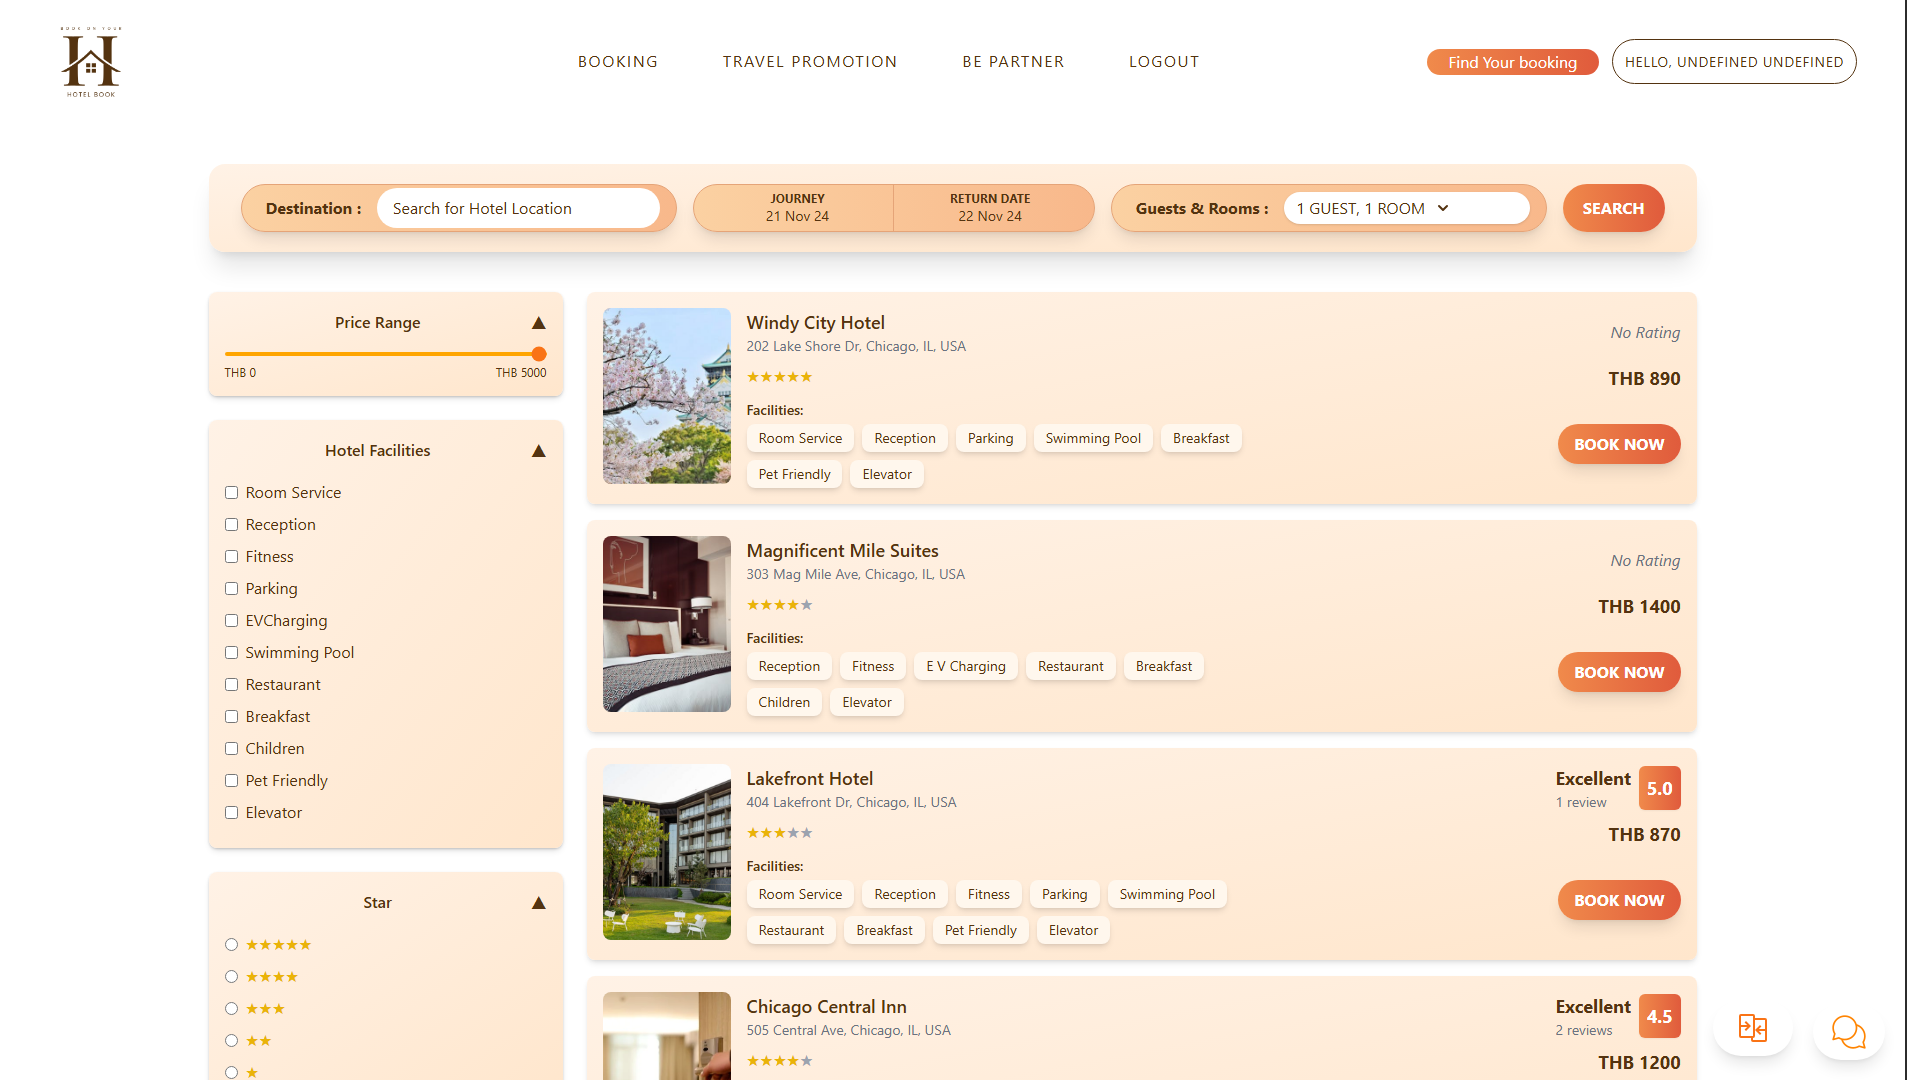 BOOK ON YOUR
HOTEL BOOK
BOOKING
TRAVEL PROMOTION
BE PARTNER
LOGOUT
Find Your booking
HELLO, UNDEFINED UNDEFINED
Destination :
Search for Hotel Location
JOURNEY
21 Nov 24
RETURN DATE
22 Nov 24
Guests & Rooms :
1 GUEST, 1 ROOM
SEARCH
Price Range
THB 0
THB 5000
Hotel Facilities
Room Service
Reception
Fitness
Parking
EVCharging
Swimming Pool
Restaurant
Breakfast
Children
Pet Friendly
Elevator
Star
Windy City Hotel
202 Lake Shore Dr, Chicago, IL, USA
No Rating
THB 890
Facilities:
Room Service Reception Parking Swimming Pool Breakfast
Pet Friendly Elevator
BOOK NOW
Magnificent Mile Suites
303 Mag Mile Ave, Chicago, IL, USA
No Rating
THB 1400
Facilities:
Reception Fitness E V Charging Restaurant Breakfast
Children Elevator
BOOK NOW
Lakefront Hotel
404 Lakefront Dr, Chicago, IL, USA
Excellent
1 review
5.0
THB 870
Facilities:
Room Service Reception Fitness Parking Swimming Pool
Restaurant Breakfast Pet Friendly Elevator
BOOK NOW
Chicago Central Inn
505 Central Ave, Chicago, IL, USA
Excellent
2 reviews
4.5
THB 1200